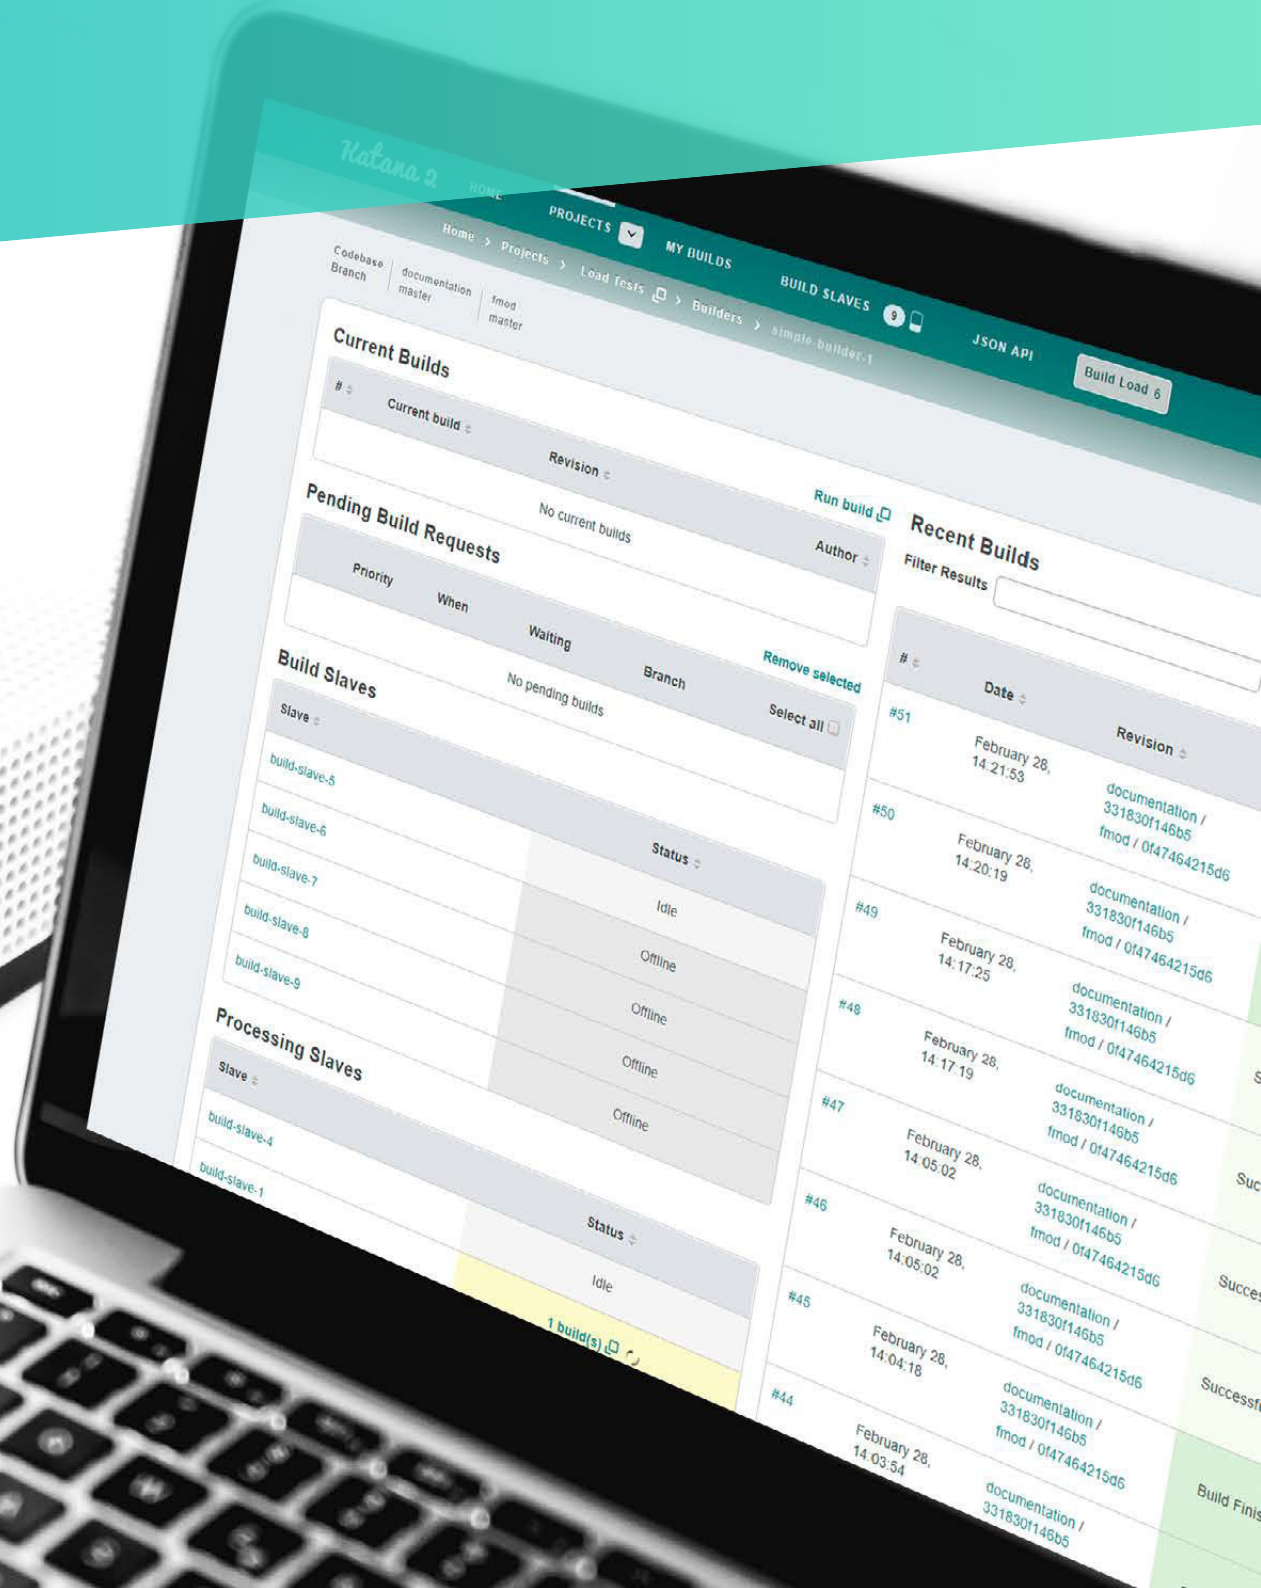 Katana 2
HOME
PROJECTS
MY BUILDS
BUILD SLAVES 9
JSON API
Build Load 6
Home > Projects > Load Tests > Builders > simple-builder-1
Codebase documentation fmod
Branch master master
Current Builds
Run build
# Current build Revision Author
No current builds
Pending Build Requests
Remove selected
Priority When Waiting Branch Select all
No pending builds
Build Slaves
Slave Status
build-slave-5 Idle
build-slave-6 Offline
build-slave-7 Offline
build-slave-8 Offline
build-slave-9 Offline
Processing Slaves
Slave Status
build-slave-4 Idle
build-slave-1 1 build(s)
Recent Builds
Filter Results
# Date Revision
#51 February 28, documentation /
14:21:53 331830f146b5
fmod / 0f47464215d6
#50 February 28, documentation /
14:20:19 331830f146b5
fmod / 0f47464215d6
#49 February 28, documentation /
14:17:25 331830f146b5
fmod / 0f47464215d6
#48 February 28, documentation /
14:17:19 331830f146b5
fmod / 0f47464215d6
#47 February 28, documentation /
14:05:02 331830f146b5
fmod / 0f47464215d6
#46 February 28, documentation /
14:05:02 331830f146b5
fmod / 0f47464215d6
#45 February 28, documentation /
14:04:18 331830f146b5
fmod / 0f47464215d6
#44 February 28, documentation /
14:03:54 331830f146b5
S
Suc
Succes
Successfu
Build Finis